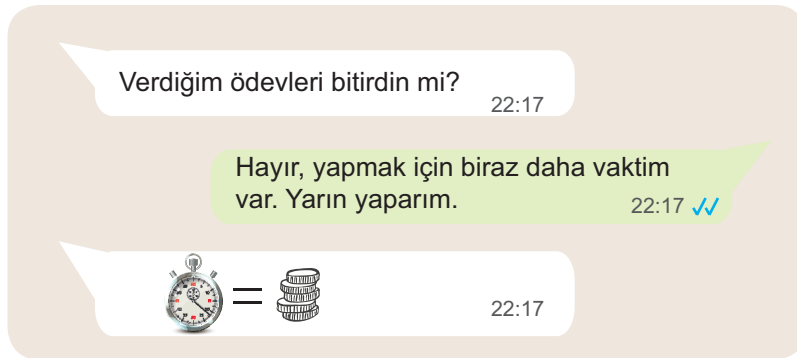 Verdiğim ödevleri bitirdin mi?
22:17
Hayır, yapmak için biraz daha vaktim
var. Yarın yaparım.
22:17
=
22:17